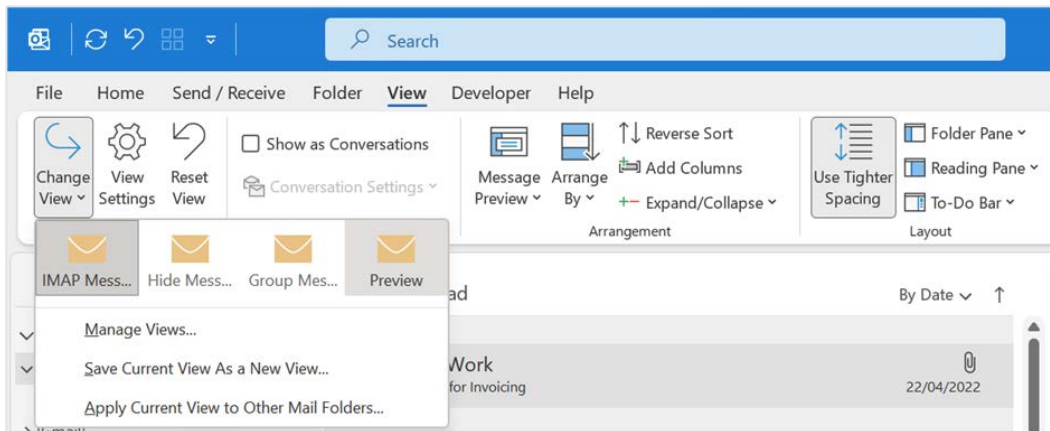 Search
File Home Send / Receive Folder View Developer Help
Change View
View Settings
Reset View
Show as Conversations
Conversation Settings
Message Preview
Arrange By
Reverse Sort
Add Columns
Expand/Collapse
Arrangement
Use Tighter Spacing
Folder Pane
Reading Pane
To-Do Bar
Layout
IMAP Mess... Hide Mess... Group Mes... Preview
Manage Views...
Save Current View As a New View...
Apply Current View to Other Mail Folders...
ad
By Date
Work
for Invoicing
22/04/2022